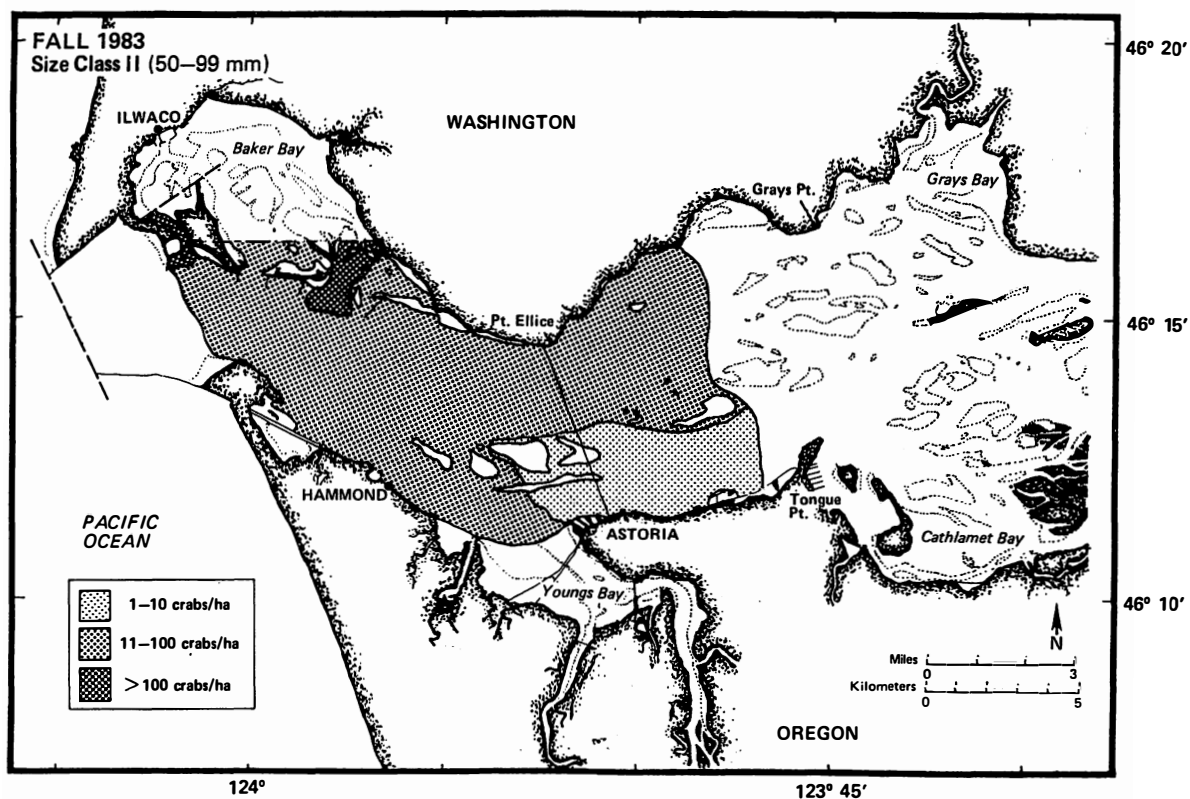 FALL 1983
Size Class II (50–99 mm)
46° 20'
ILWACO
WASHINGTON
Baker Bay
Grays Pt.
Grays Bay
Pt. Ellice
46° 15'
HAMMOND
Tongue
Pt.
PACIFIC
OCEAN
ASTORIA
Cathlamet Bay
Youngs Bay
1–10 crabs/ha
11–100 crabs/ha
>100 crabs/ha
46° 10'
N
Miles
0 3
Kilometers
0 5
OREGON
124°
123° 45'